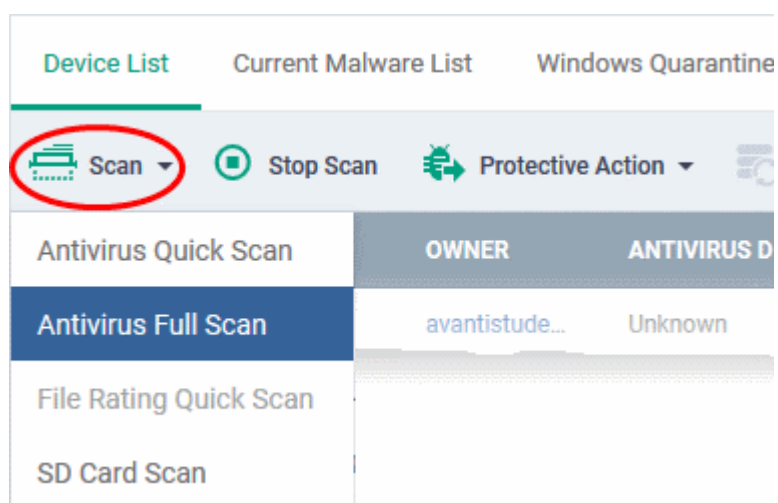 Device List Current Malware List Windows Quarantine
Scan Stop Scan Protective Action
Antivirus Quick Scan OWNER ANTIVIRUS D
Antivirus Full Scan avantistude... Unknown
File Rating Quick Scan
SD Card Scan